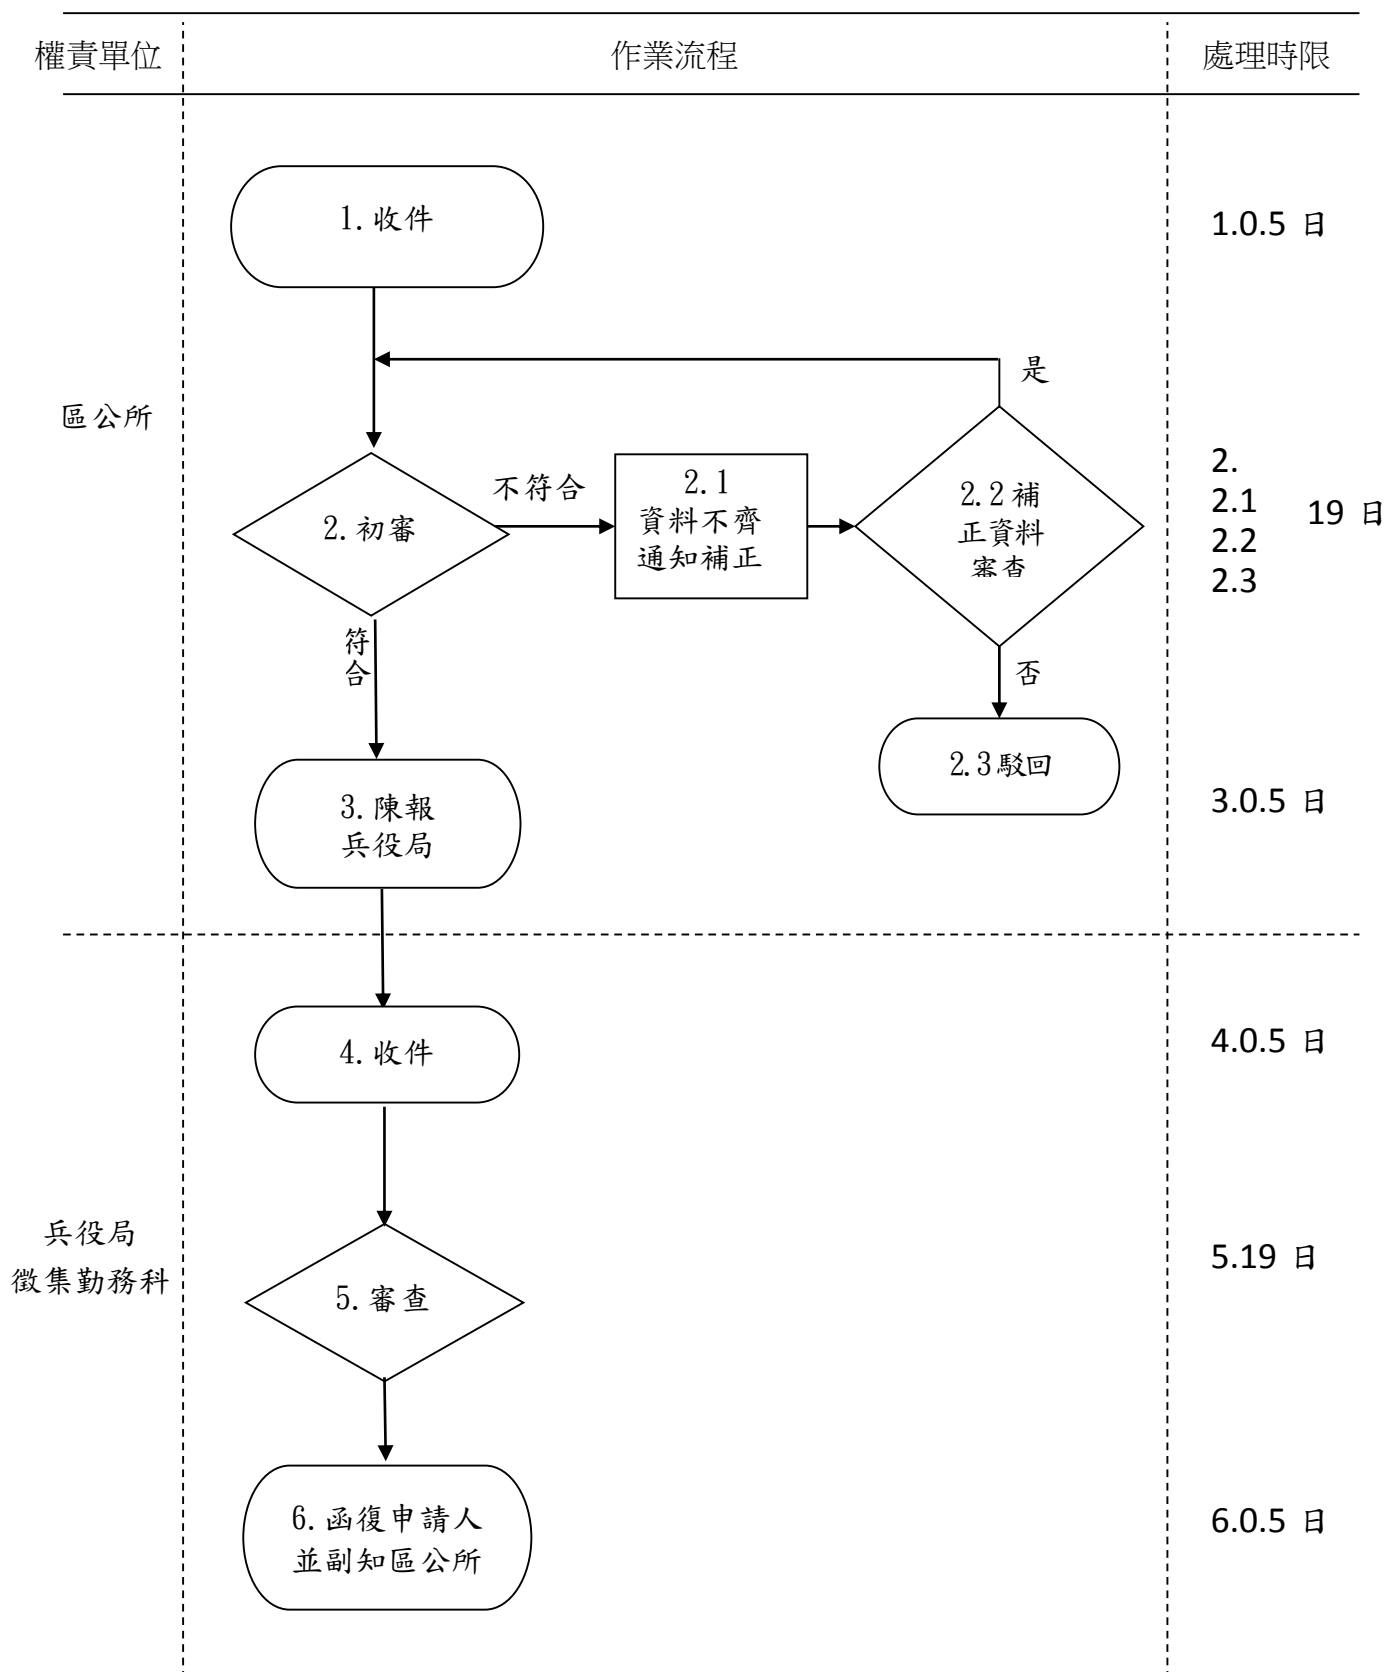 權責單位
作業流程
處理時限
1.收件
1.0.5 日
是
區公所
2.初審
不符合
2.1
資料不齊
通知補正
2.2補
正資料
審查
2.
2.1
2.2
2.3
19 日
符
合
否
2.3駁回
3.陳報
兵役局
3.0.5 日
4.收件
4.0.5 日
兵役局
徵集勤務科
5.審查
5.19 日
6.函復申請人
並副知區公所
6.0.5 日